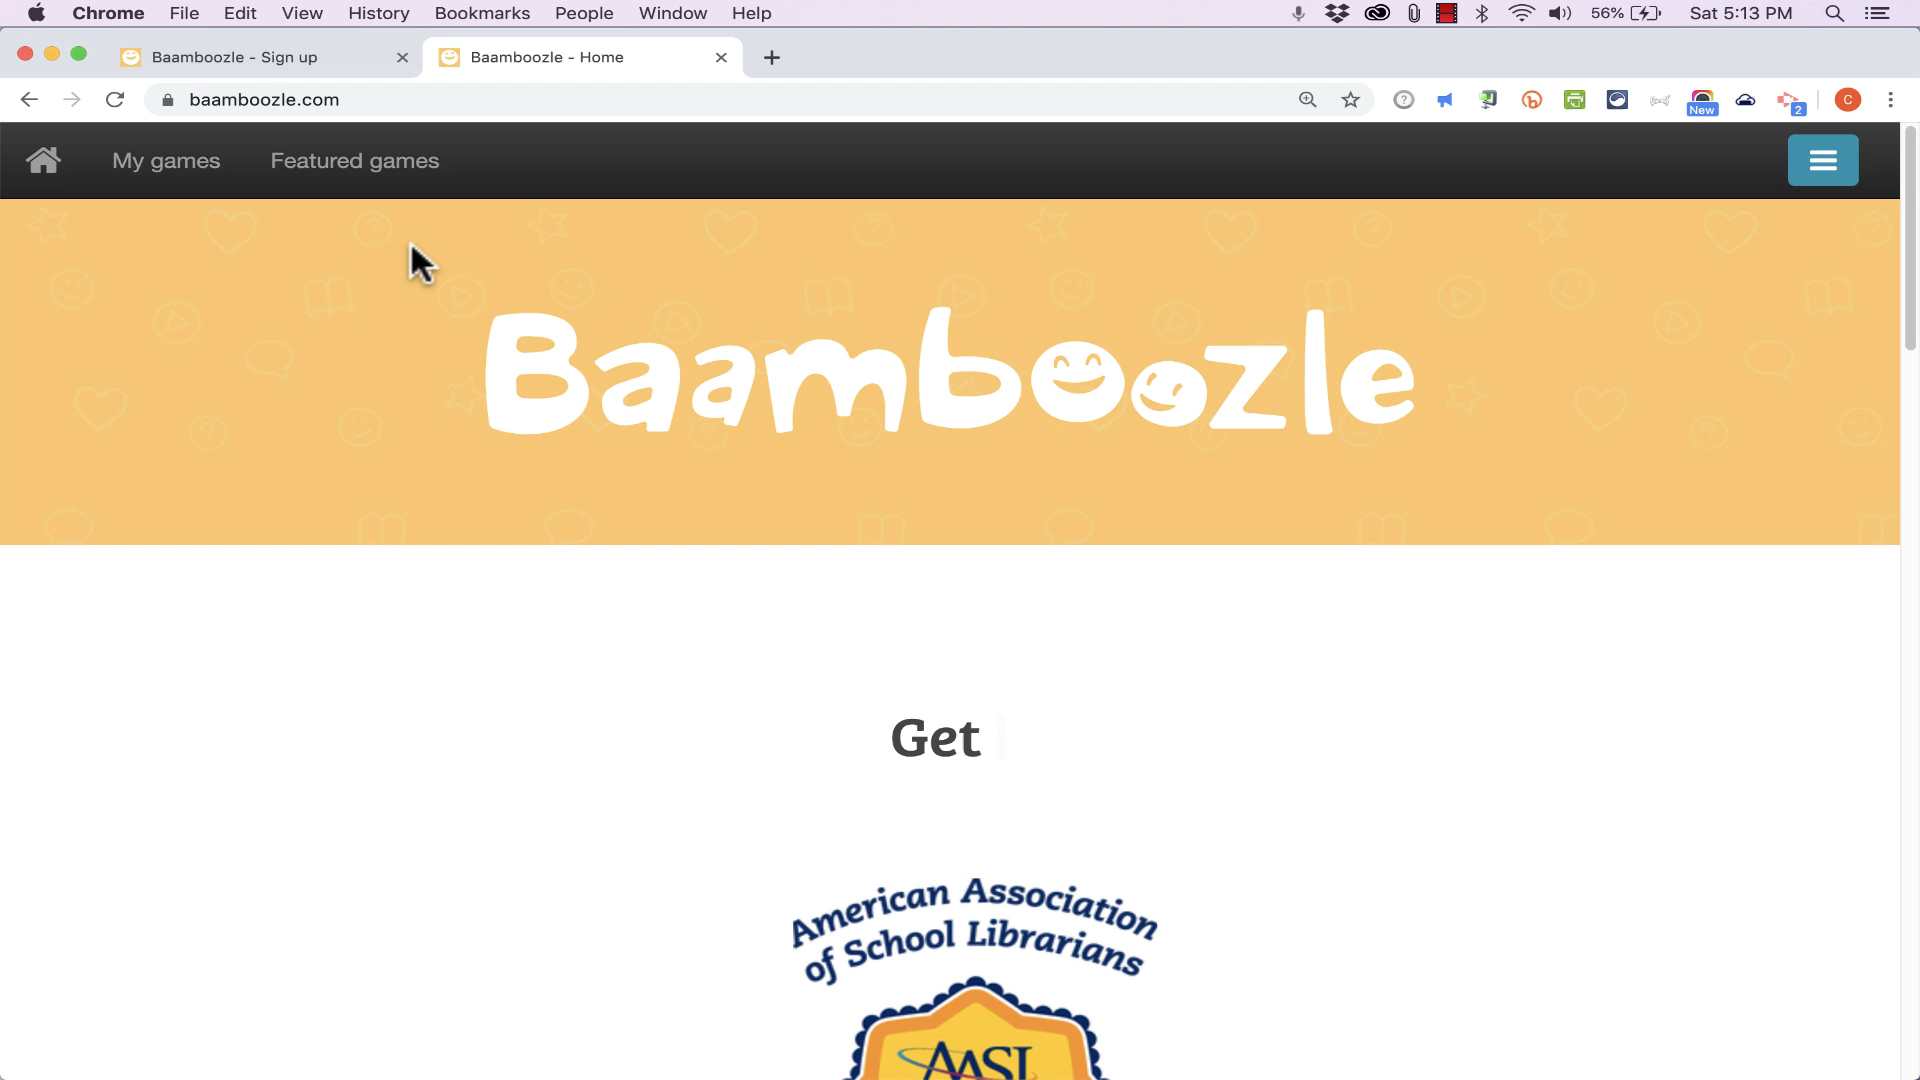 Chrome File Edit View History Bookmarks People Window Help 56% Sat 5:13 PM
Baamboozle - Sign up Baamboozle - Home
baamboozle.com New 2 C
My games Featured games
Baamboozle
Get
American Association
of School Librarians
AASL